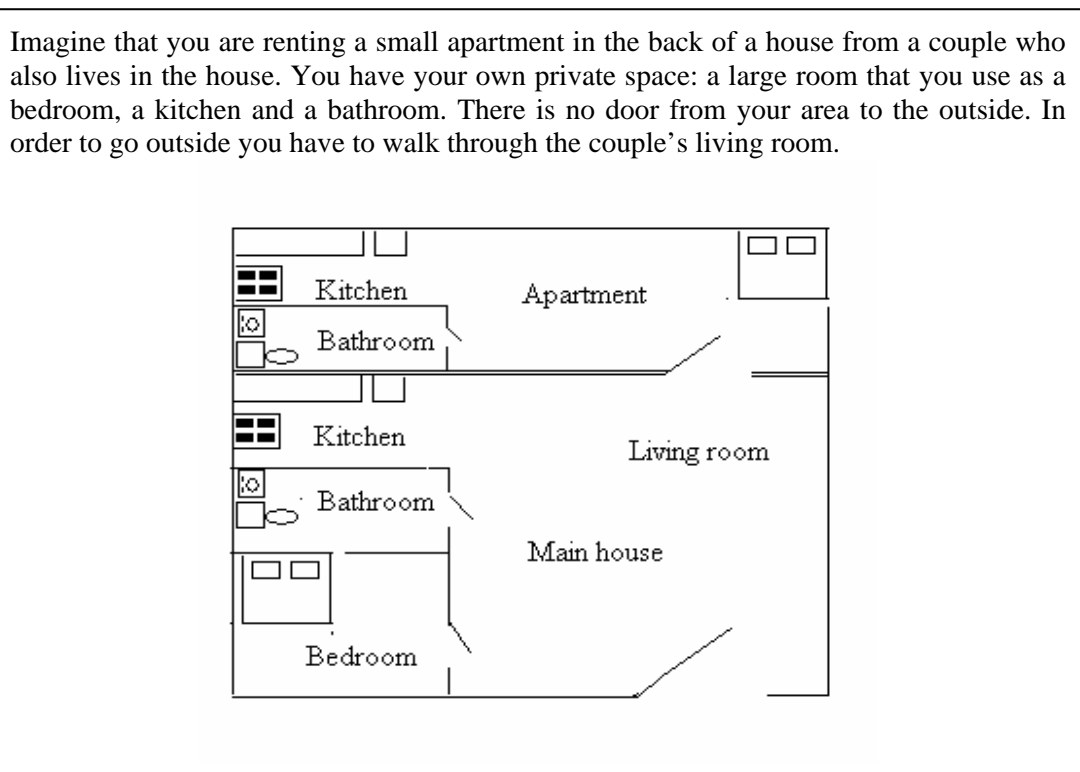 Imagine that you are renting a small apartment in the back of a house from a couple who
also lives in the house. You have your own private space: a large room that you use as a
bedroom, a kitchen and a bathroom. There is no door from your area to the outside. In
order to go outside you have to walk through the couple’s living room.
Kitchen
Apartment
Bathroom
Kitchen
Living room
Bathroom
Main house
Bedroom